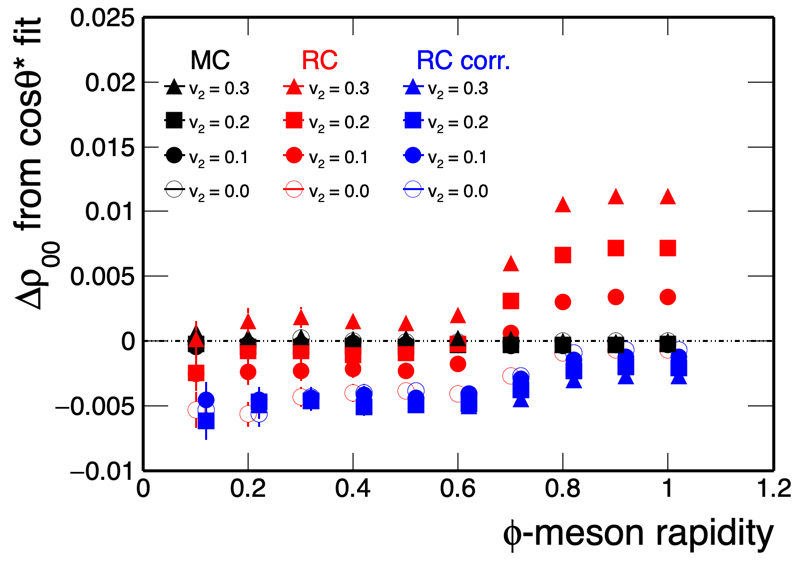 Δρ00 from cosθ* fit
0.025
0.02
0.015
0.01
0.005
0
−0.005
−0.01
MC RC RC corr.
v2 = 0.3 v2 = 0.3 v2 = 0.3
v2 = 0.2 v2 = 0.2 v2 = 0.2
v2 = 0.1 v2 = 0.1 v2 = 0.1
v2 = 0.0 v2 = 0.0 v2 = 0.0
0 0.2 0.4 0.6 0.8 1 1.2
ϕ-meson rapidity